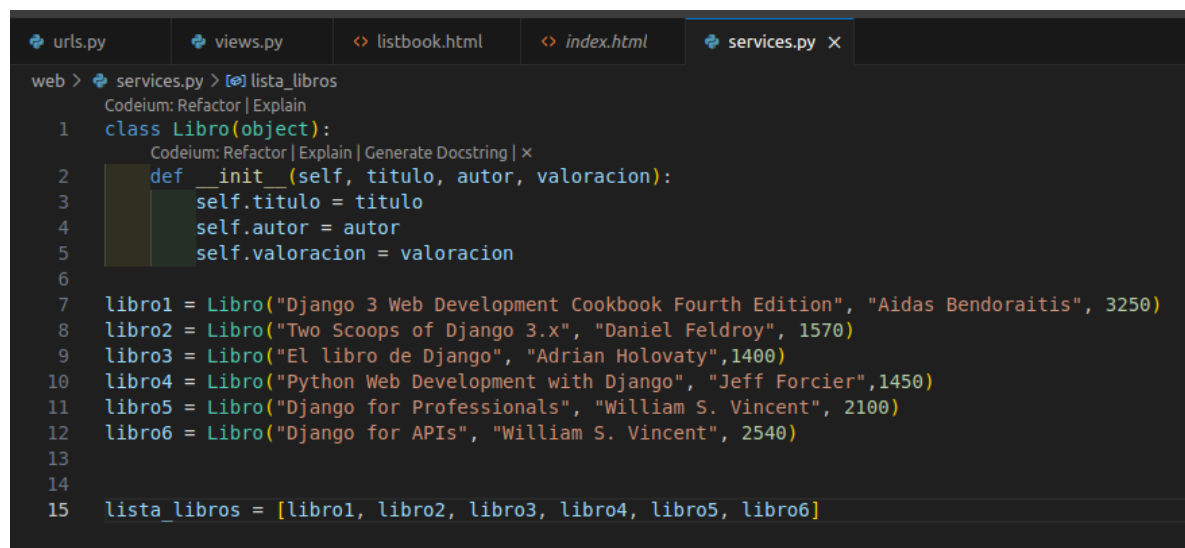 urls.py views.py <> listbook.html <> index.html services.py ×
web > services.py > lista_libros
Codeium: Refactor | Explain
1 class Libro(object):
Codeium: Refactor | Explain | Generate Docstring | ×
2 def __init__(self, titulo, autor, valoracion):
3 self.titulo = titulo
4 self.autor = autor
5 self.valoracion = valoracion
6
7 libro1 = Libro("Django 3 Web Development Cookbook Fourth Edition", "Aidas Bendoraitis", 3250)
8 libro2 = Libro("Two Scoops of Django 3.x", "Daniel Feldroy", 1570)
9 libro3 = Libro("El libro de Django", "Adrian Holovaty",1400)
10 libro4 = Libro("Python Web Development with Django", "Jeff Forcier",1450)
11 libro5 = Libro("Django for Professionals", "William S. Vincent", 2100)
12 libro6 = Libro("Django for APIs", "William S. Vincent", 2540)
13
14
15 lista_libros = [libro1, libro2, libro3, libro4, libro5, libro6]